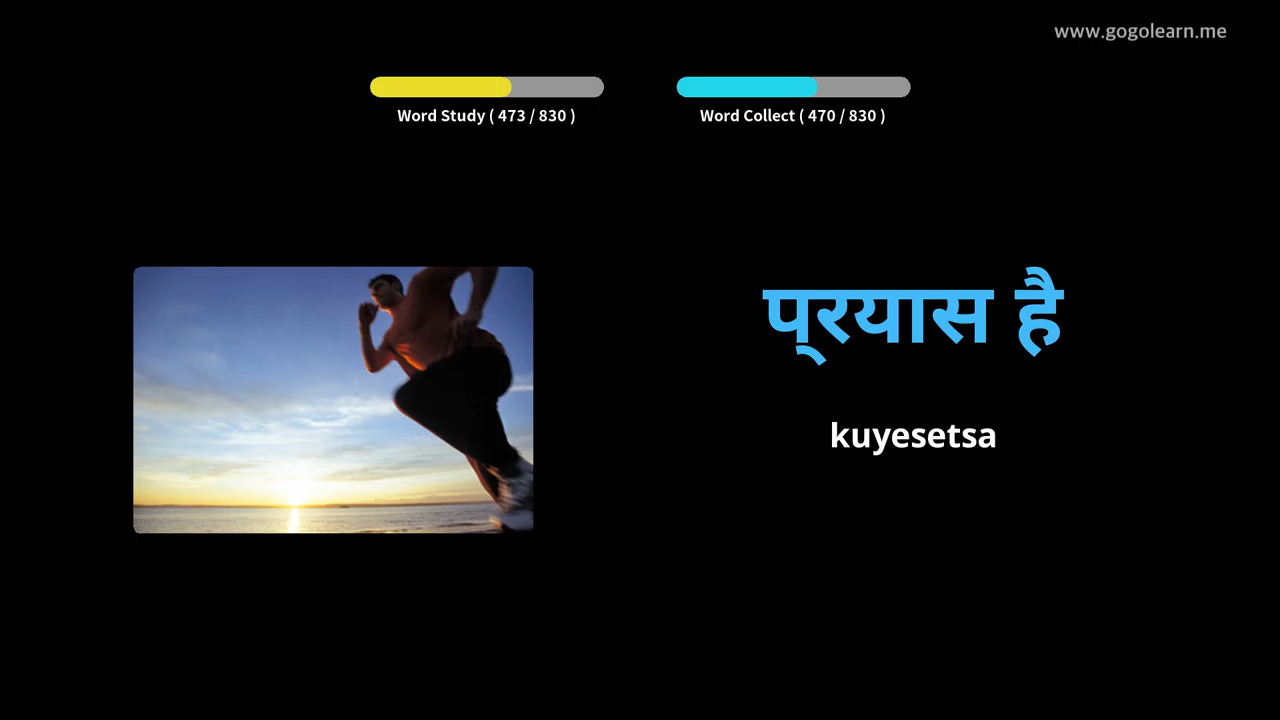 www.gogolearn.me
Word Study ( 473 / 830 )
Word Collect ( 470 / 830 )
प्‌रयास है
kuyesetsa